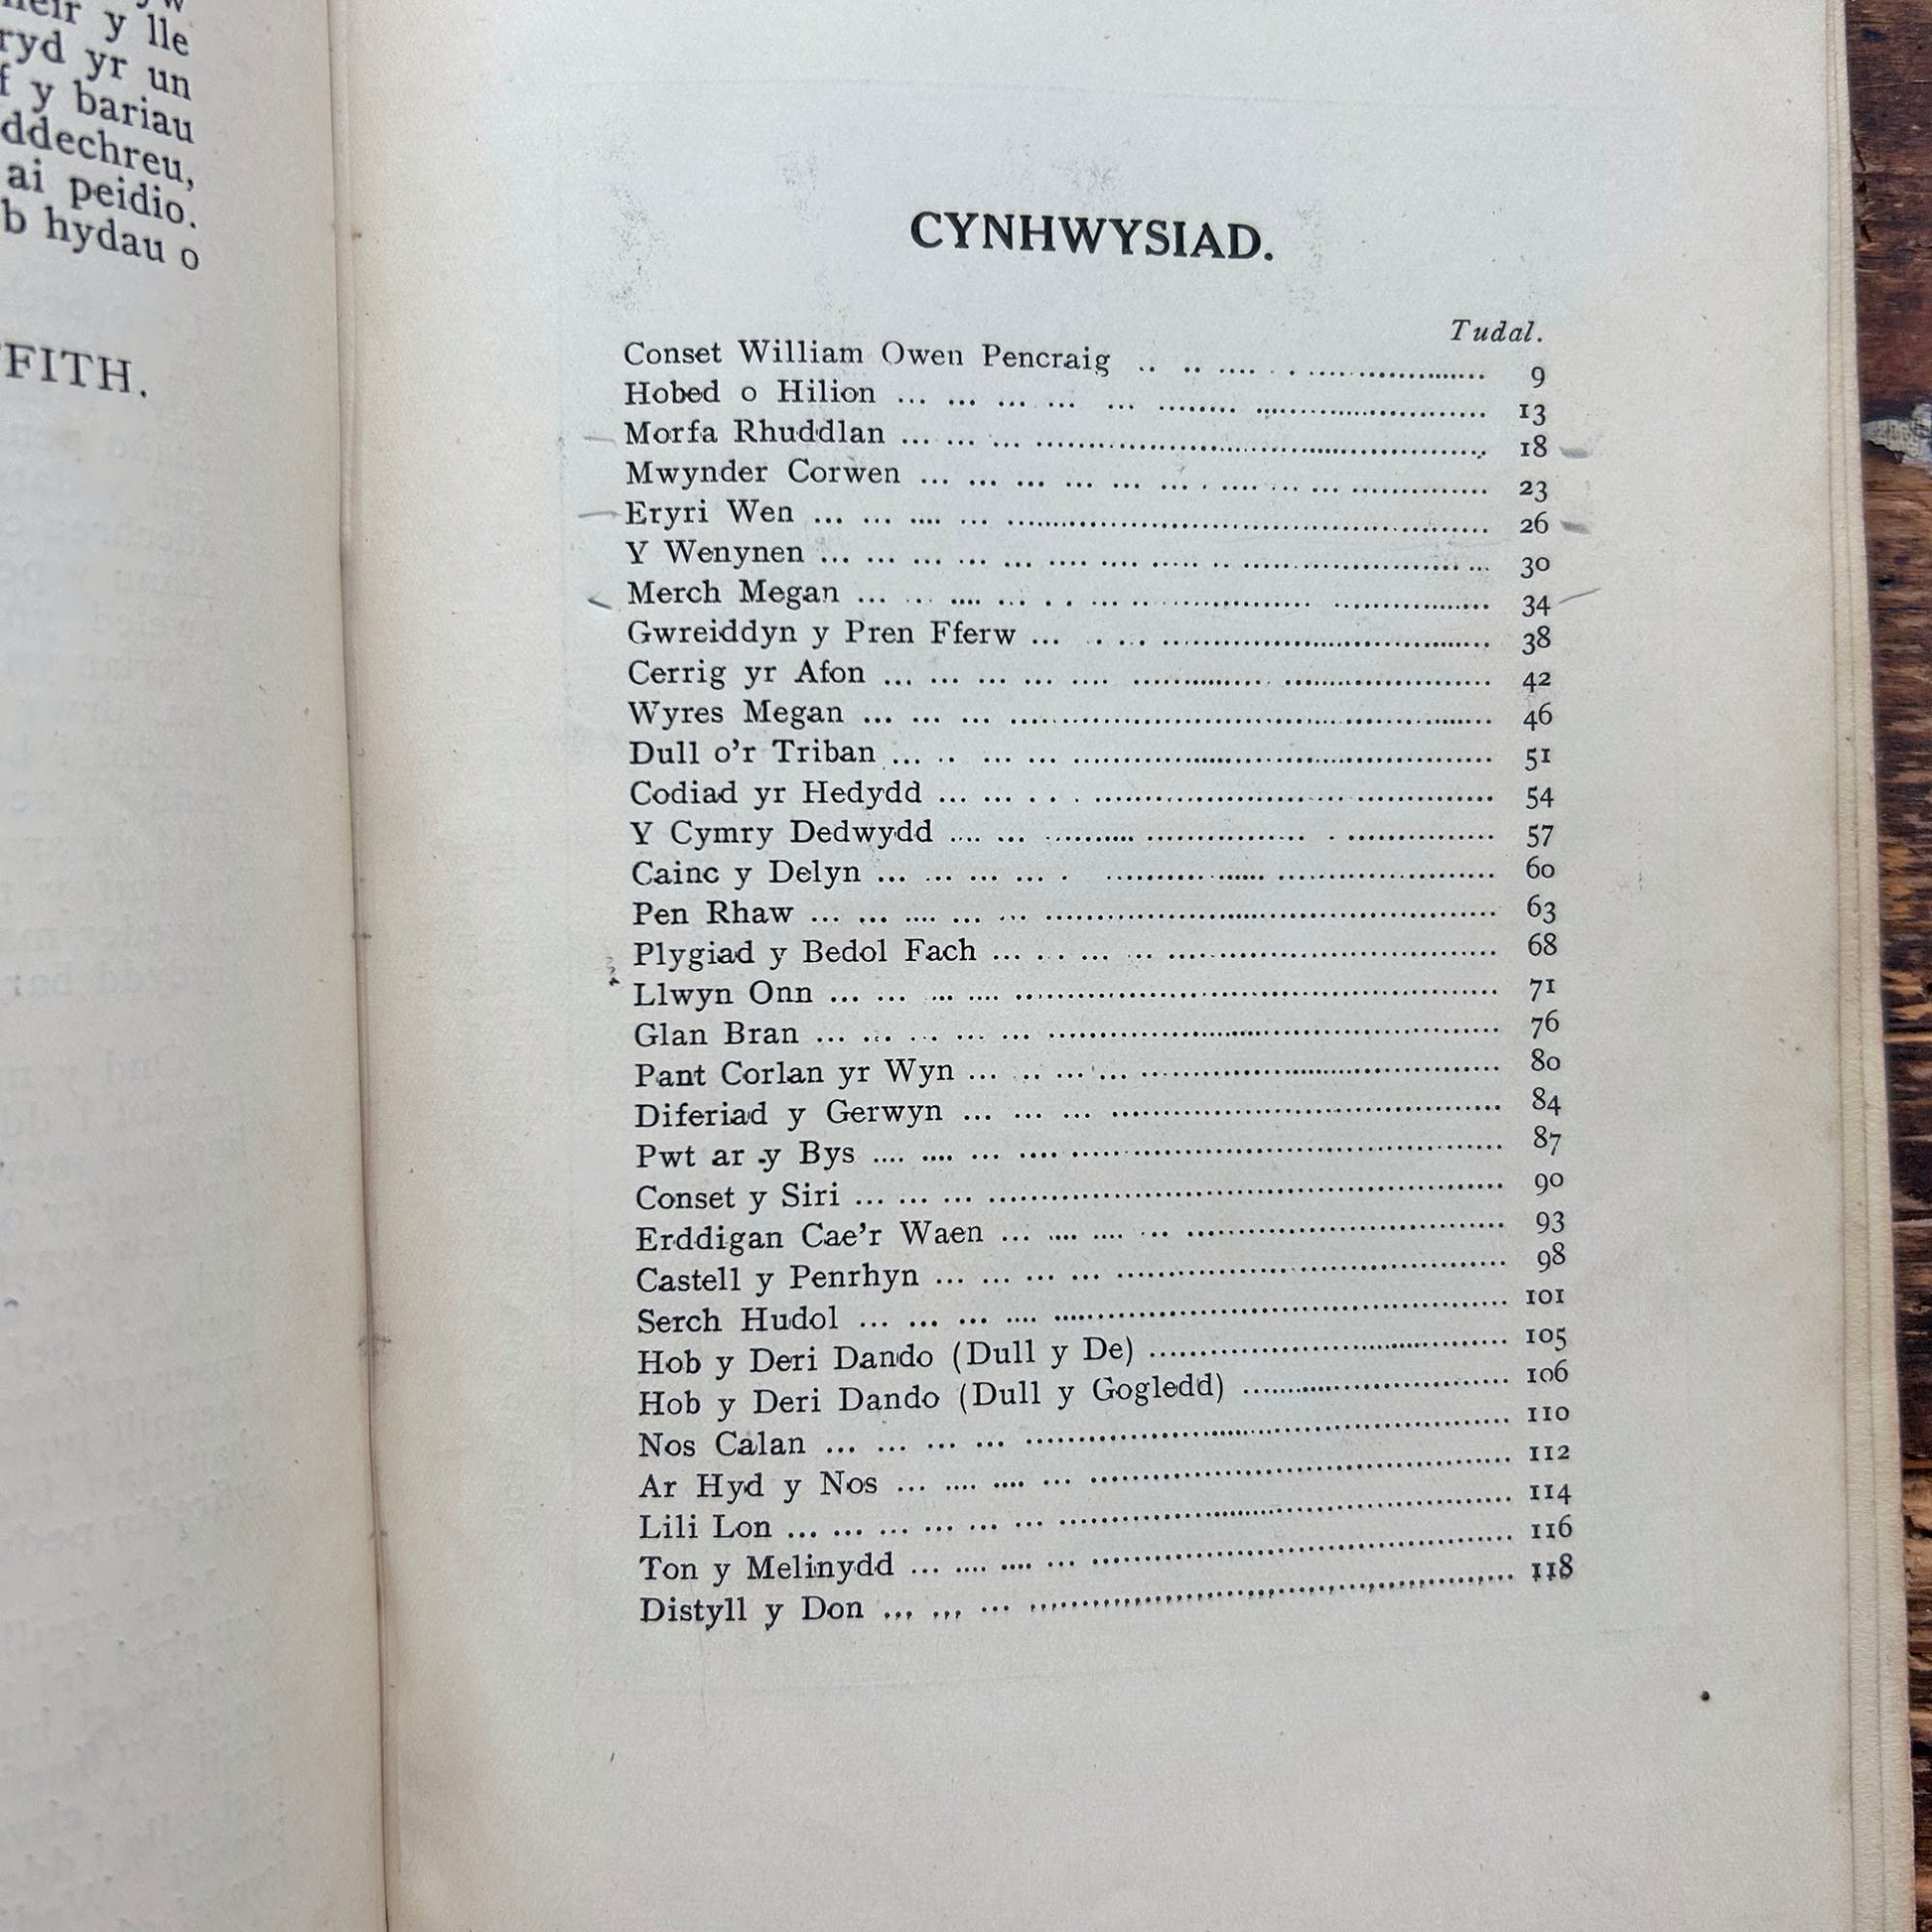 y lle
yr un
y bariau
ddechreu,
ai peidio.
hydau o
FITH.
CYNHWYSIAD.
Tudal.
Conset William Owen Pencraig .. .. .... . ................... 9
Hobed o Hilion ... ... ... ... ... ........ ........................ 13
Morfa Rhuddlan ... ... ... ........................................ 18
Mwynder Corwen ... ... ... ... ... ... . .... ... ... .............. 23
Eryri Wen ... ... .... ... ............................................ 26
Y Wenynen ... ... ... ... ... .... .... ..... .. ........................ ... 30
Merch Megan ... ... .... ... . . ... .. ............... ................ 34
Gwreiddyn y Pren Fferw ... . . ... ................................ 38
Cerrig yr Afon ... ... ... ... .... ............. ...................... 42
Wyres Megan ... ... ... .......................................... 46
Dull o'r Triban ... .. ... ... ........................................ 51
Codiad yr Hedydd ... ... . . . ...................... .............. 54
Y Cymry Dedwydd .... ... ........... ................ . .............. 57
Cainc y Delyn ... ... ... ... . ............... ..................... 60
Pen Rhaw ... ... .... ... ... .......................................... 63
Plygiad y Bedol Fach ... . . ... .. ................................ 68
Llwyn Onn ... ... ... .... .............................................. 71
Glan Bran ... ... . . ... ... .......................................... 76
Pant Corlan yr Wyn ... .. ... ... .................................. 80
Diferiad y Gerwyn ... ... ... ...................................... 84
Pwt ar y Bys .... .... ... .... ........................................ 87
Conset y Siri ... ... ... ................................................ 90
Erddigan Cae'r Waen ... .... .... ... .............................. 93
Castell y Penrhyn ... ... ... ... .................................... 98
Serch Hudol ... ... ... .... .......................................... 101
Hob y Deri Dando (Dull y De) .................................. 105
Hob y Deri Dando (Dull y Gogledd) ......................... 106
Nos Calan ... ... ... ... .............................................. 110
Ar Hyd y Nos ... .... .... ... ........................................ 112
Lili Lon ... ... ... ... ... ... .......................................... 114
Ton y Melinydd ... .... .... ... ...................................... 116
Distyll y Don ... ... ... .............................................. 118